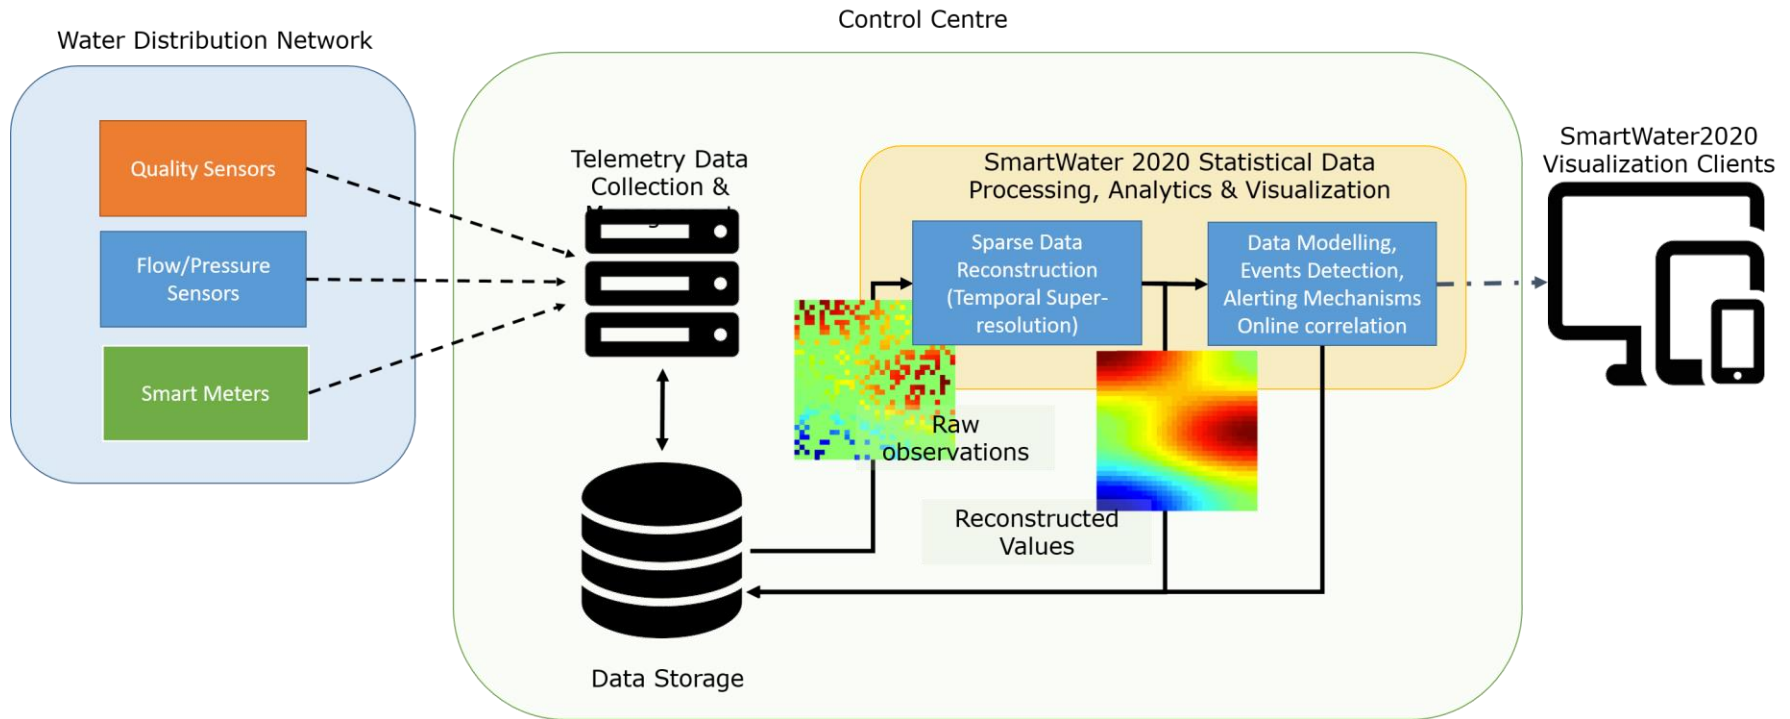 Control Centre
Water Distribution Network
Quality Sensors
Flow/Pressure
Sensors
Smart Meters
Telemetry Data
Collection &
SmartWater 2020 Statistical Data
Processing, Analytics & Visualization
Sparse Data
Reconstruction
(Temporal Super-
resolution)
Data Modelling,
Events Detection,
Alerting Mechanisms
Online correlation
SmartWater2020
Visualization Clients
Raw
observations
Reconstructed
Values
Data Storage